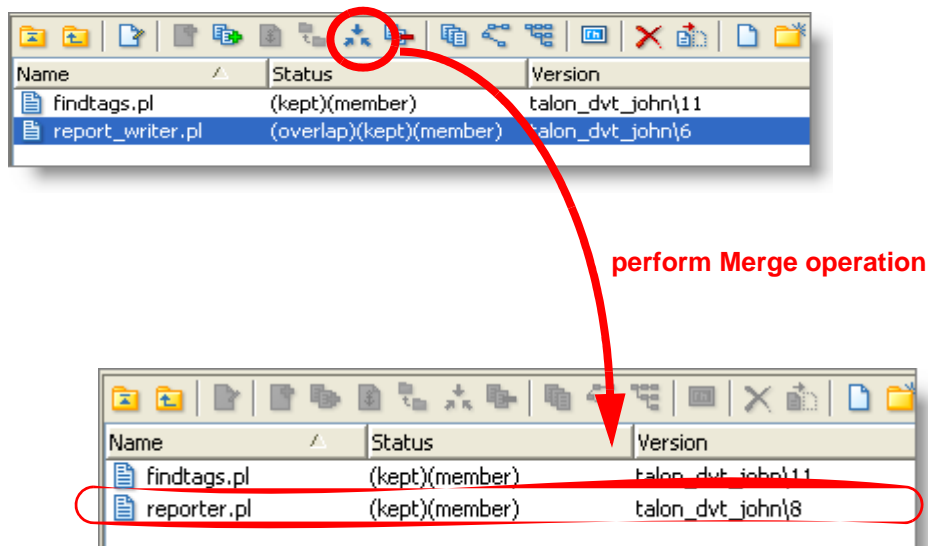 Name Status Version
findtags.pl (kept)(member) talon_dvt_john\11
report_writer.pl (overlap)(kept)(member) talon_dvt_john\6
perform Merge operation
Name Status Version
findtags.pl (kept)(member) talon_dvt_john\11
reporter.pl (kept)(member) talon_dvt_john\8